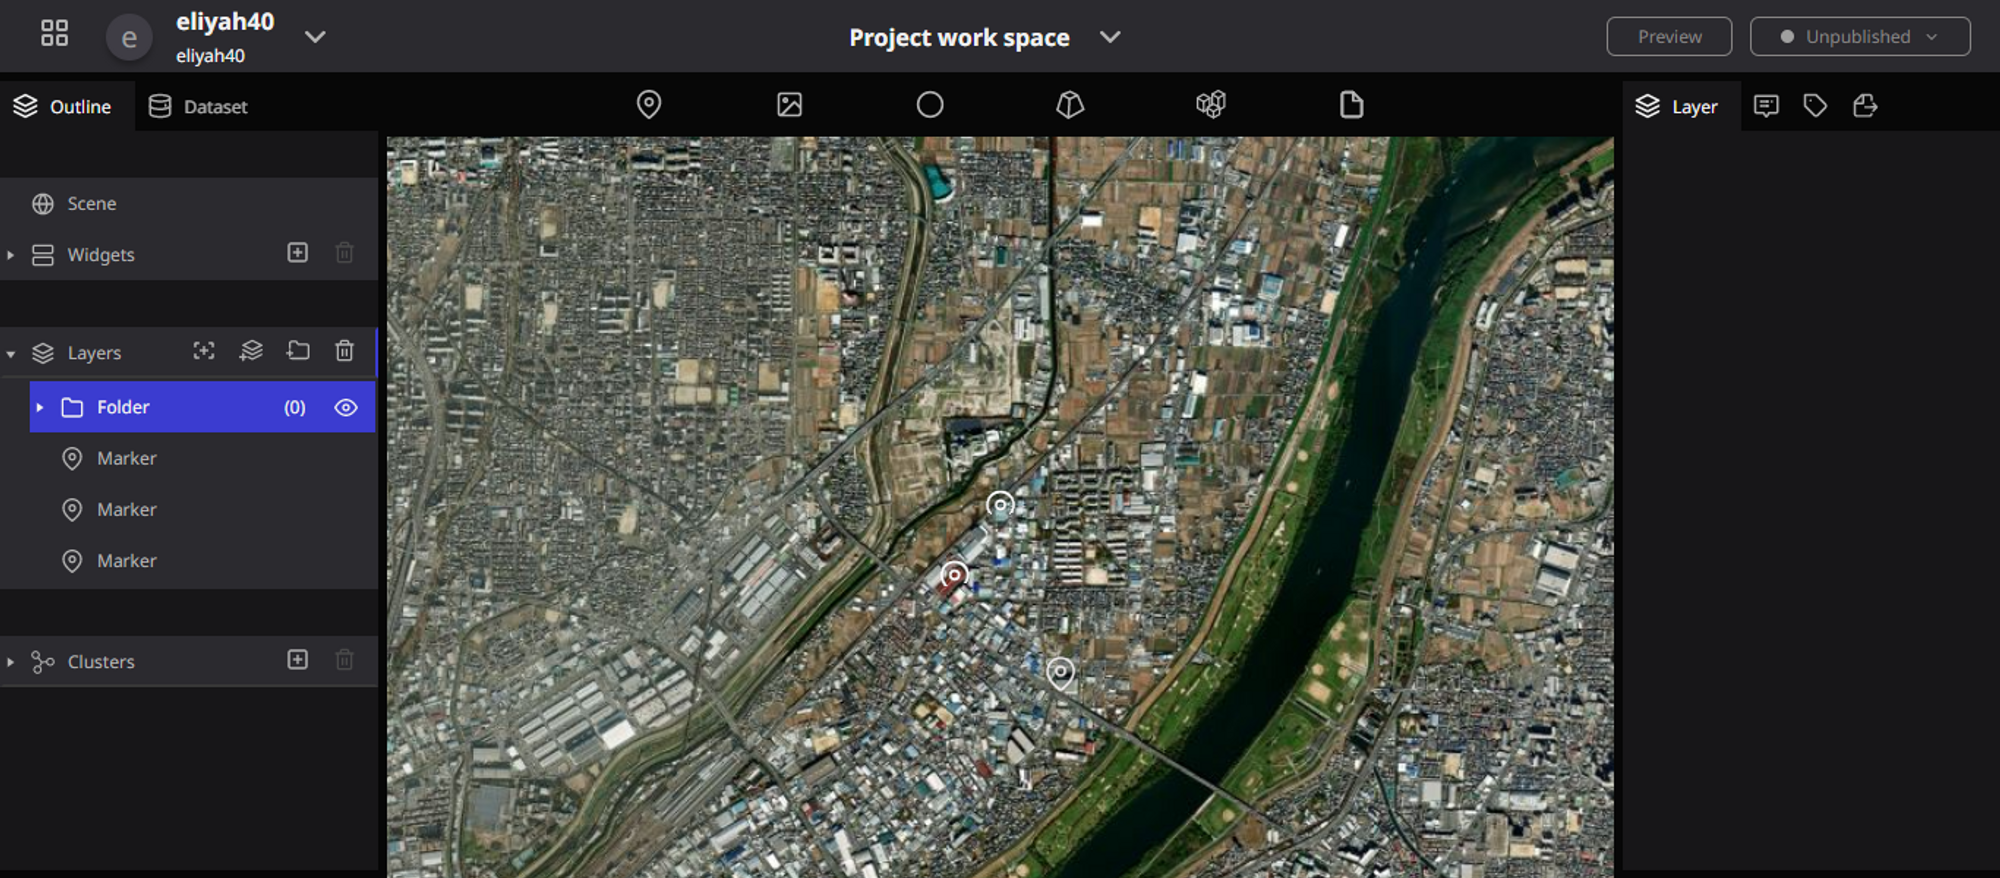 eliyah40
e
eliyah40
Project work space
Preview
Unpublished
Outline
Dataset
Layer
Scene
Widgets
Layers
Folder (0)
Marker
Marker
Marker
Clusters